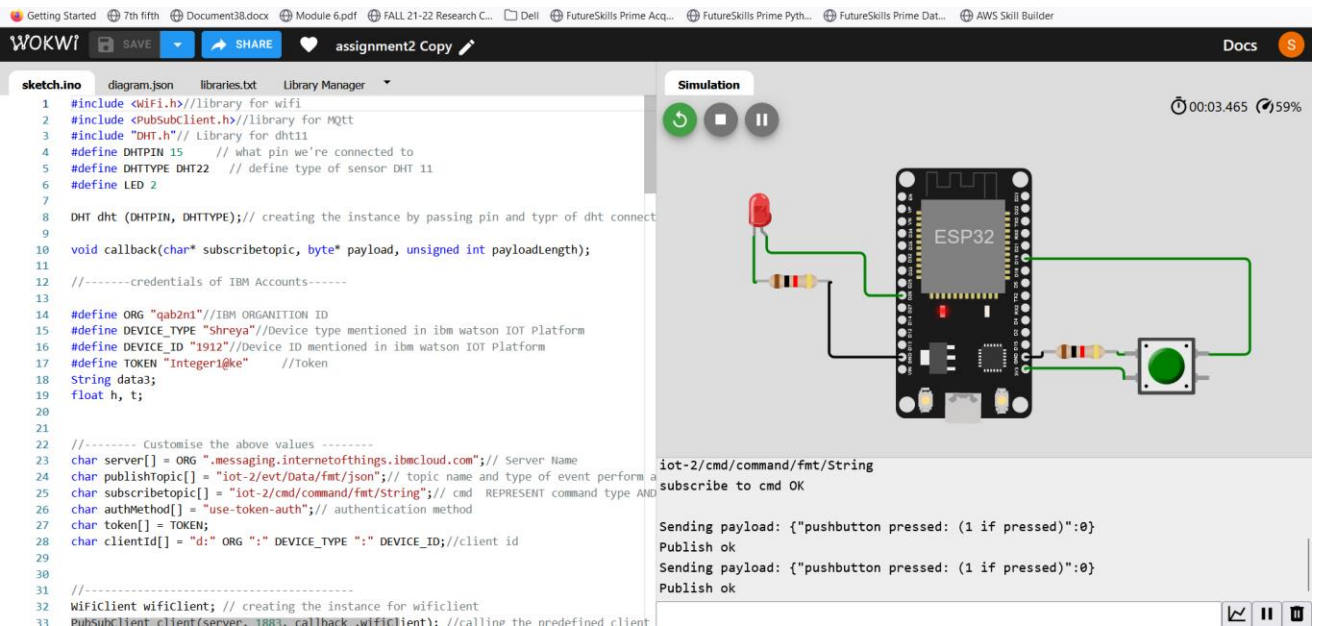 Getting Started 7th fifth Document38.docx Module 6.pdf FALL 21-22 Research C... Dell FutureSkills Prime Acq... FutureSkills Prime Pyth... FutureSkills Prime Dat... AWS Skill Builder
WOKWI SAVE SHARE assignment2 Copy Docs S
sketch.ino diagram.json libraries.txt Library Manager
1 #include <WiFi.h>//library for wifi
2 #include <PubSubClient.h>//library for MQtt
3 #include "DHT.h"// Library for dht11
4 #define DHTPIN 15 // what pin we're connected to
5 #define DHTTYPE DHT22 // define type of sensor DHT 11
6 #define LED 2
7
8 DHT dht (DHTPIN, DHTTYPE);// creating the instance by passing pin and typr of dht connect
9
10 void callback(char* subscribetopic, byte* payload, unsigned int payloadLength);
11
12 //-------credentials of IBM Accounts------
13
14 #define ORG "qab2n1"//IBM ORGANITION ID
15 #define DEVICE_TYPE "Shreya"//Device type mentioned in ibm watson IOT Platform
16 #define DEVICE_ID "1912"//Device ID mentioned in ibm watson IOT Platform
17 #define TOKEN "Integer1@ke" //Token
18 String data3;
19 float h, t;
20
21
22 //-------- Customise the above values --------
23 char server[] = ORG ".messaging.internetofthings.ibmcloud.com";// Server Name
24 char publishTopic[] = "iot-2/evt/Data/fmt/json";// topic name and type of event perform a
25 char subscribetopic[] = "iot-2/cmd/command/fmt/String";// cmd REPRESENT command type AND
26 char authMethod[] = "use-token-auth";// authentication method
27 char token[] = TOKEN;
28 char clientId[] = "d:" ORG ":" DEVICE_TYPE ":" DEVICE_ID;//client id
29
30
31 //-----------------------------------------
32 WiFiClient wifiClient; // creating the instance for wificlient
33 PubSubClient client(server, 1883, callback ,wifiClient); //calling the predefined client
Simulation
00:03.465 59%
ESP32
iot-2/cmd/command/fmt/String
subscribe to cmd OK
Sending payload: {"pushbutton pressed: (1 if pressed)":0}
Publish ok
Sending payload: {"pushbutton pressed: (1 if pressed)":0}
Publish ok